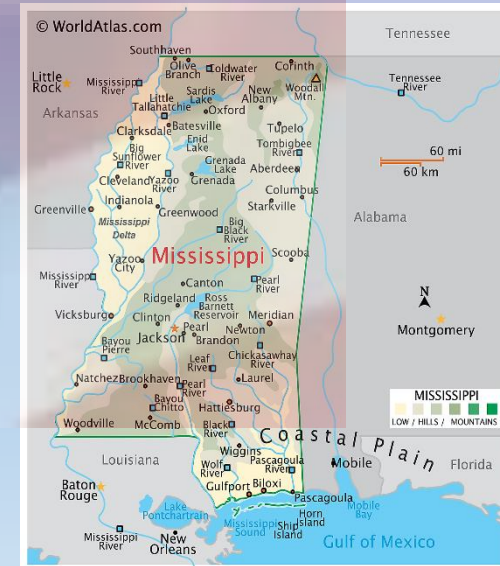 © WorldAtlas.com
Tennessee
Southhaven
Olive
Branch
Coldwater
River
Corinth
Little
Rock
Mississippi
River
Woodall
Mtn.
Tennessee
River
Arkansas
Little
Tallahatchie
Sardis
Lake
New
Albany
Oxford
Clarksdale
Batesville
Tupelo
Enid
Lake
Big
Sunflower
River
Tombigbee
River
60 mi
60 km
Grenada
Lake
Aberdeen
Cleveland
Yazoo
River
Grenada
Columbus
Indianola
Greenville
Greenwood
Starkville
Alabama
Mississippi
Delta
Big
Black
River
Yazoo
City
Mississippi
Scooba
Mississippi
River
Canton
Pearl
River
N
Ridgeland
Ross
Barnett
Reservoir
Vicksburg
Clinton
Pearl
Meridian
Newton
Montgomery
Jackson
Brandon
Bayou
Pierre
Chickasawhay
River
Leaf
River
Natchez
Brookhaven
Pearl
River
Laurel
MISSISSIPPI
LOW / HILLS / MOUNTAINS
Bayou
Chitto
Hattiesburg
Woodville
McComb
Black
River
Coastal Plain
Wiggins
Louisiana
Wolf
River
Pascagoula
River
Mobile
Florida
Baton
Rouge
Gulfport
Biloxi
Pascagoula
Lake
Pontchartrain
Mobile
Bay
Horn
Island
Mississippi
Sound
Ship
Island
Mississippi
River
New
Orleans
Gulf of Mexico